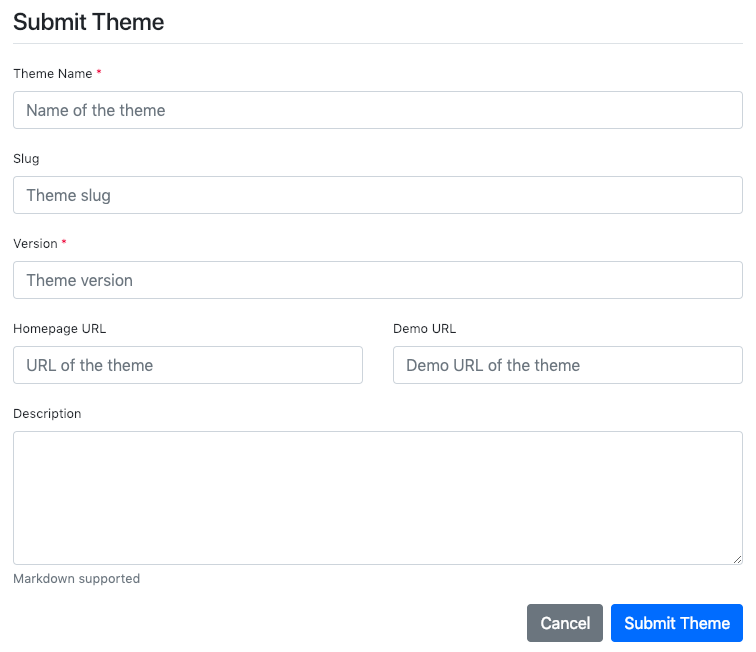 Submit Theme
Theme Name *
Name of the theme
Slug
Theme slug
Version *
Theme version
Homepage URL Demo URL
URL of the theme Demo URL of the theme
Description
Markdown supported
Cancel Submit Theme